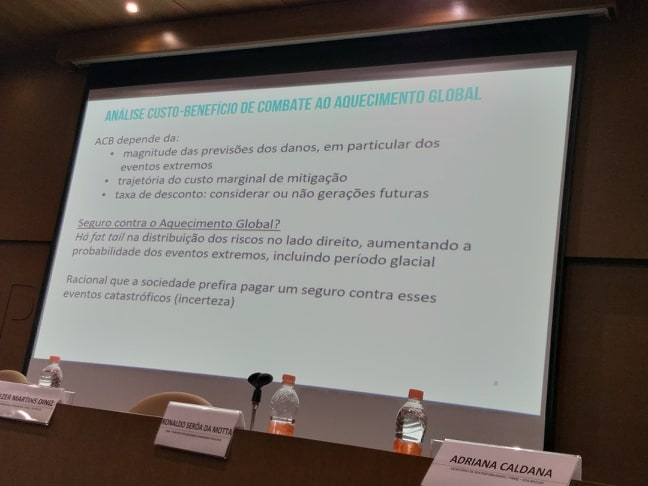 ANÁLISE CUSTO-BENEFÍCIO DE COMBATE AO AQUECIMENTO GLOBAL
ACB depende da:
• magnitude das previsões dos danos, em particular dos
eventos extremos
• trajetória do custo marginal de mitigação
• taxa de desconto: considerar ou não gerações futuras
Seguro contra o Aquecimento Global?
Há fat tail na distribuição dos riscos no lado direito, aumentando a
probabilidade dos eventos extremos, incluindo período glacial
Racional que a sociedade prefira pagar um seguro contra esses
eventos catastróficos (incerteza)
8
EZER MARTINS DINIZ
RONALDO SERÔA DA MOTTA
ADRIANA CALDANA